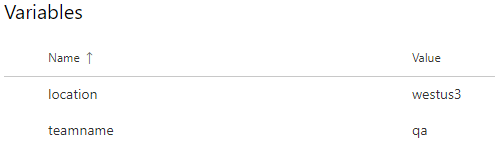 Variables
Name ↑ Value
location westus3
teamname qa